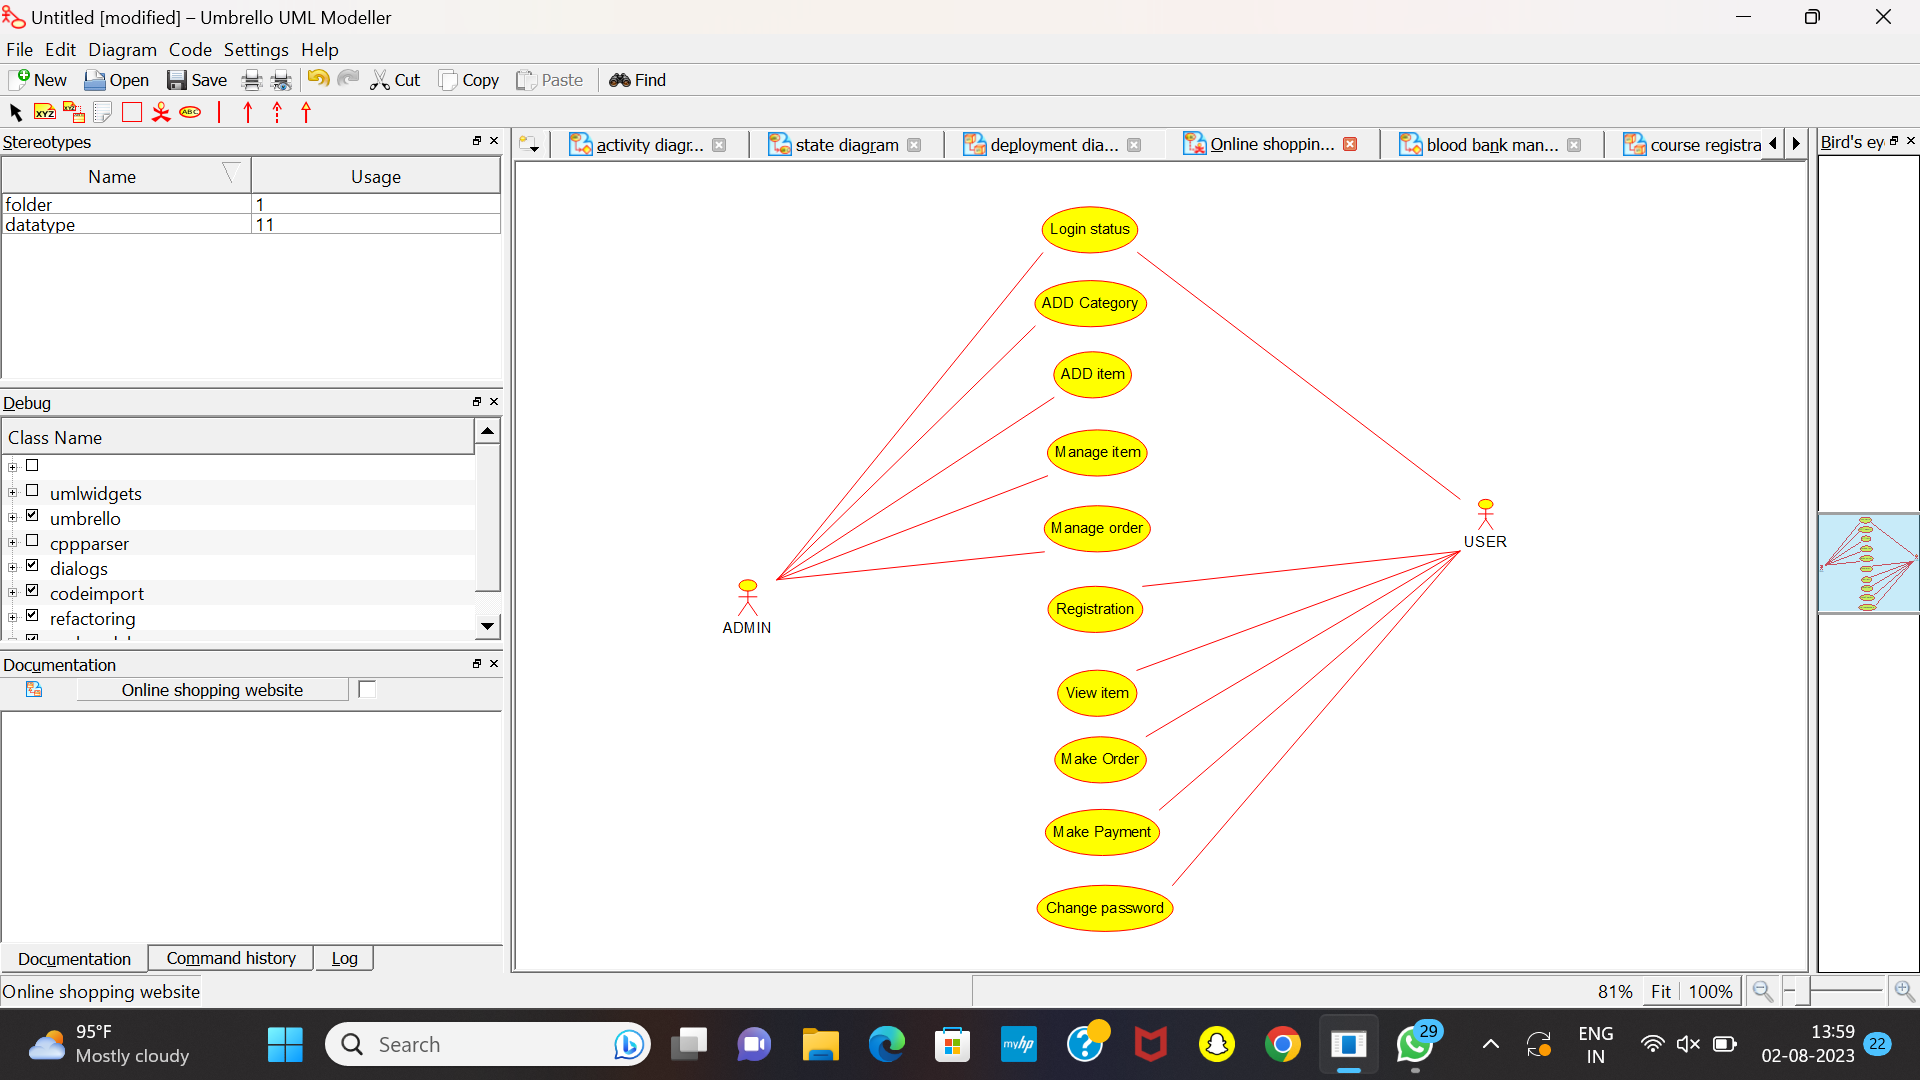 Untitled [modified] – Umbrello UML Modeller
File Edit Diagram Code Settings Help
New Open Save Cut Copy Paste Find
XYZ XYZ ABC
Stereotypes
Name Usage
folder 1
datatype 11
Debug
Class Name
umlwidgets
umbrello
cppparser
dialogs
codeimport
refactoring
Documentation
Online shopping website
Documentation Command history Log
activity diagr... state diagram deployment dia... Online shoppin... blood bank man... course registra
Bird's ey
Login status
ADD Category
ADD item
Manage item
Manage order
USER
Registration
ADMIN
View item
Make Order
Make Payment
Change password
Online shopping website
81% Fit 100%
95°F
Mostly cloudy
Search
myhp
29
ENG
IN
13:59
02-08-2023
22